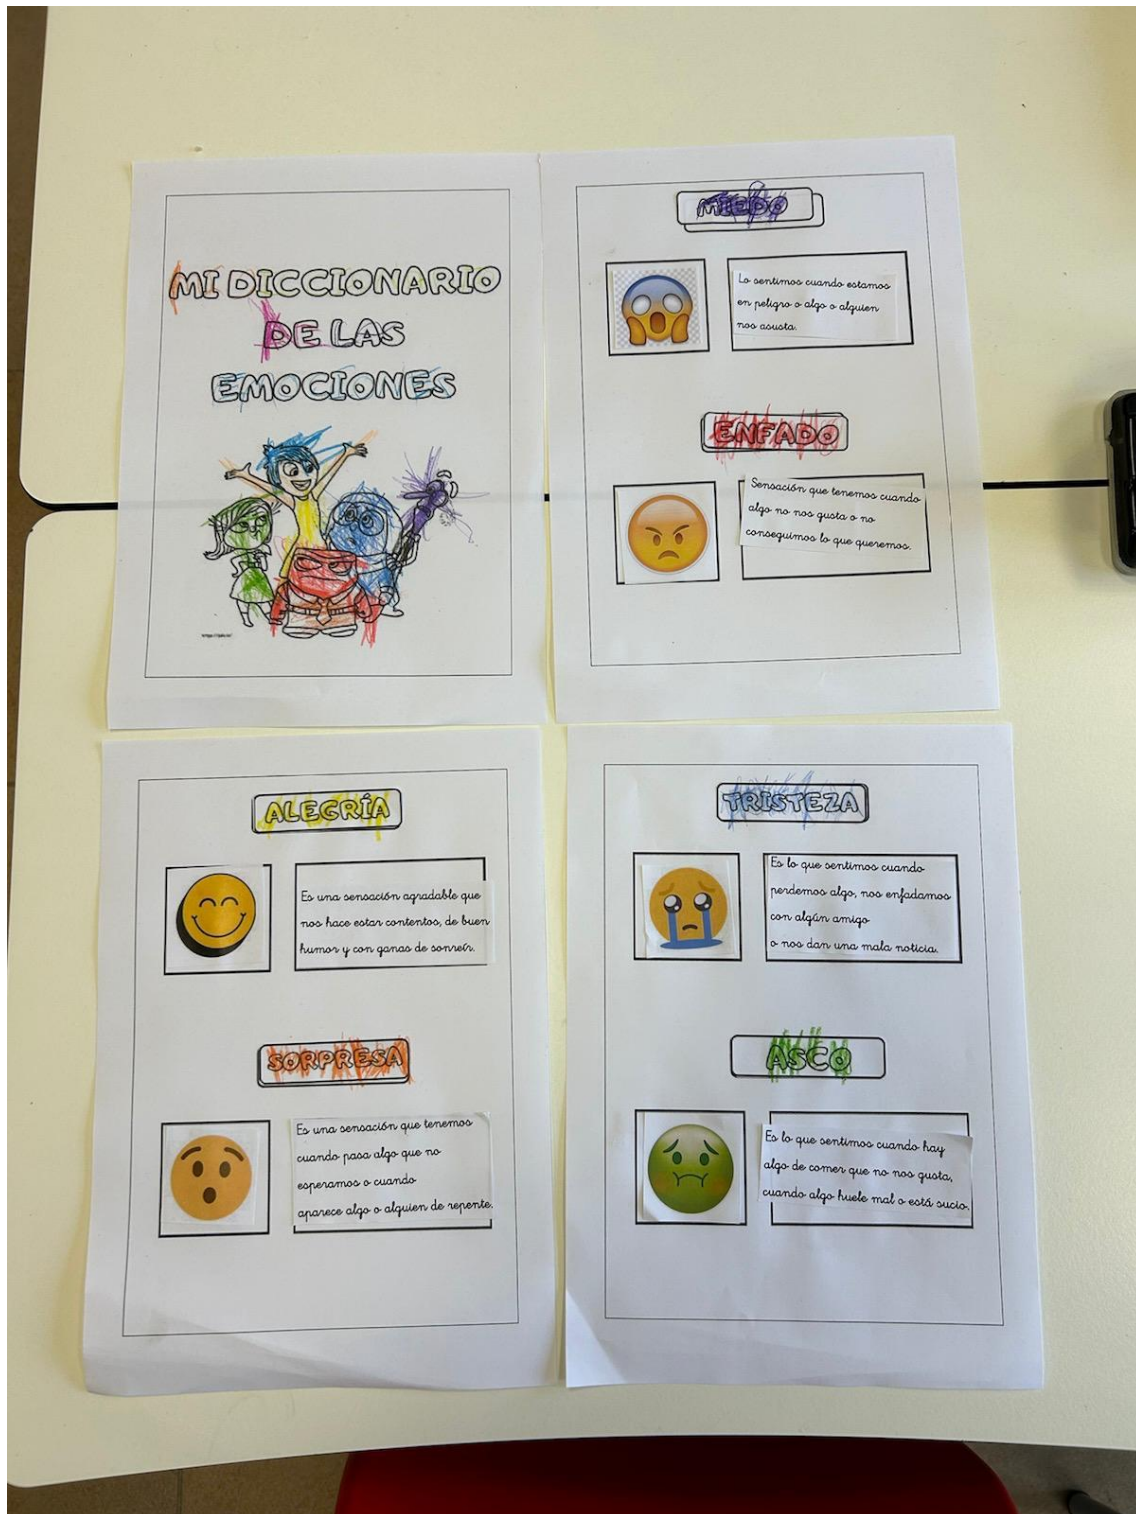 MI DICCIONARIO
DE LAS
EMOCIONES
MIEDO
Lo sentimos cuando estamos
en peligro o algo o alguien
nos asusta.
ENFADO
Sensación que tenemos cuando
algo no nos gusta o no
conseguimos lo que queremos.
ALEGRÍA
Es una sensación agradable que
nos hace estar contentos, de buen
humor y con ganas de sonreír.
SORPRESA
Es una sensación que tenemos
cuando pasa algo que no
esperamos o cuando
aparece algo o alguien de repente.
TRISTEZA
Es lo que sentimos cuando
perdemos algo, nos enfadamos
con algún amigo
o nos dan una mala noticia.
ASCO
Es lo que sentimos cuando hay
algo de comer que no nos gusta,
cuando algo huele mal o está sucio.